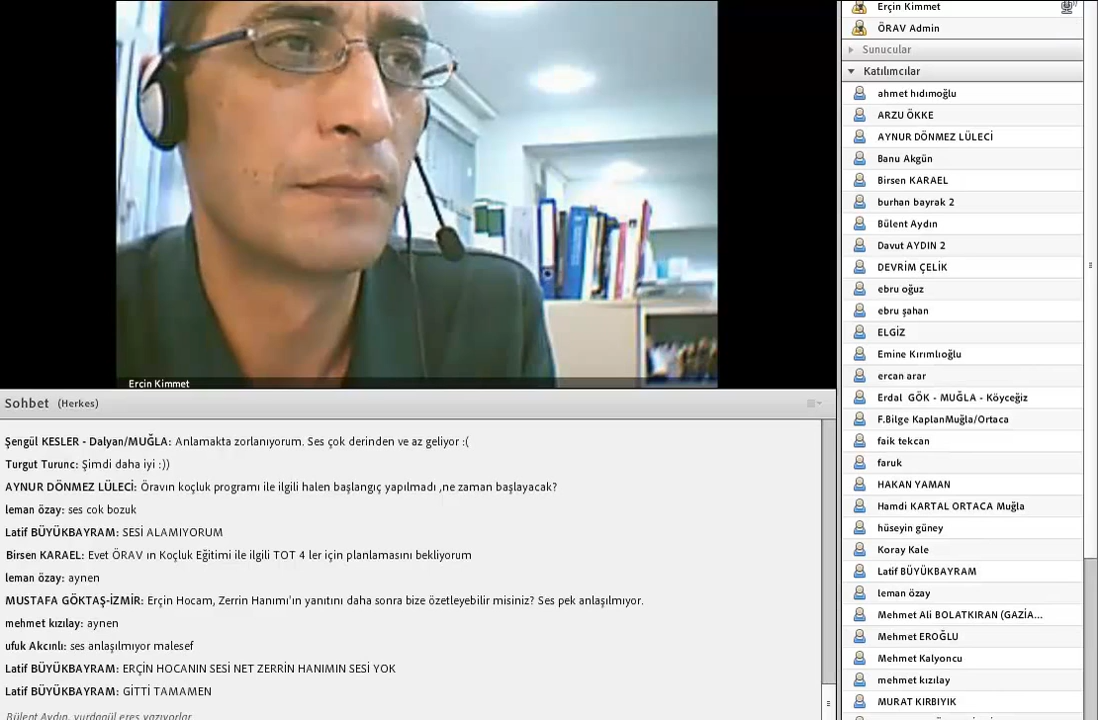 Erçin Kimmet
ÖRAV Admin
Sunucular
Katılımcılar
ahmet hıdımoğlu
ARZU ÖKKE
AYNUR DÖNMEZ LÜLECİ
Banu Akgün
Birsen KARAEL
burhan bayrak 2
Bülent Aydın
Davut AYDIN 2
DEVRİM ÇELİK
ebru oğuz
ebru şahan
ELGİZ
Emine Kırımlıoğlu
ercan arar
Erdal GÖK - MUĞLA - Köyceğiz
F.Bilge KaplanMuğla/Ortaca
faik tekcan
faruk
HAKAN YAMAN
Hamdi KARTAL ORTACA Muğla
hüseyin güney
Koray Kale
Latif BÜYÜKBAYRAM
leman özay
Mehmet Ali BOLATKIRAN (GAZİA...
Mehmet EROĞLU
Mehmet Kalyoncu
mehmet kızılay
MURAT KIRBIYIK
Erçin Kimmet
Sohbet (Herkes)
Şengül KESLER - Dalyan/MUĞLA: Anlamakta zorlanıyorum. Ses çok derinden ve az geliyor :(
Turgut Turunc: Şimdi daha iyi :))
AYNUR DÖNMEZ LÜLECİ: Öravın koçluk programı ile ilgili halen başlangıç yapılmadı ,ne zaman başlayacak?
leman özay: ses cok bozuk
Latif BÜYÜKBAYRAM: SESİ ALAMIYORUM
Birsen KARAEL: Evet ÖRAV ın Koçluk Eğitimi ile ilgili TOT 4 ler için planlamasını bekliyorum
leman özay: aynen
MUSTAFA GÖKTAŞ-İZMİR: Erçin Hocam, Zerrin Hanımı'ın yanıtını daha sonra bize özetleyebilir misiniz? Ses pek anlaşılmıyor.
mehmet kızılay: aynen
ufuk Akcınlı: ses anlaşılmıyor malesef
Latif BÜYÜKBAYRAM: ERÇİN HOCANIN SESİ NET ZERRİN HANIMIN SESİ YOK
Latif BÜYÜKBAYRAM: GİTTİ TAMAMEN
Bülent Aydın, yurdagül eres yazıyorlar